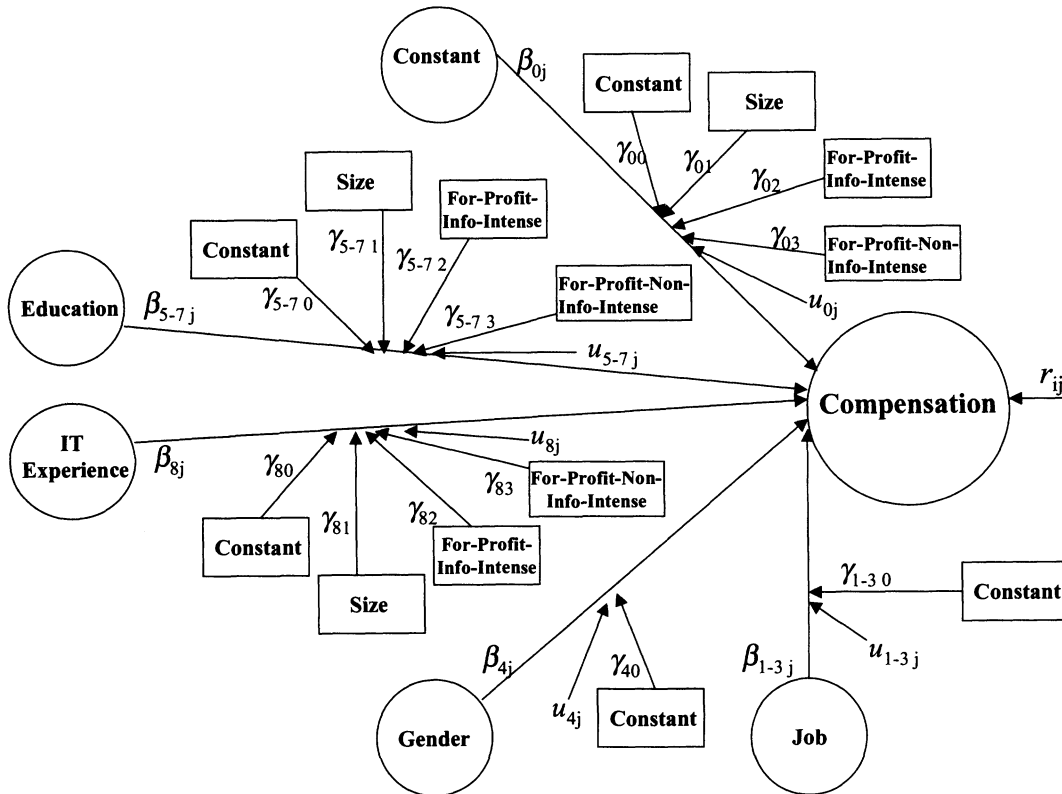 Constant
β0j
Constant
Size
γ00
γ01
For-Profit-
Info-Intense
γ02
γ03
For-Profit-Non-
Info-Intense
u0j
Size
For-Profit-
Info-Intense
Constant
γ5-7 1
γ5-7 2
γ5-7 0
For-Profit-Non-
Info-Intense
γ5-7 3
Education
β5-7 j
u5-7 j
Compensation
rij
IT
Experience
β8j
u8j
γ80
γ83
For-Profit-Non-
Info-Intense
γ81
γ82
Constant
For-Profit-
Info-Intense
Size
γ1-3 0
Constant
u1-3 j
β4j
γ40
β1-3 j
u4j
Constant
Gender
Job